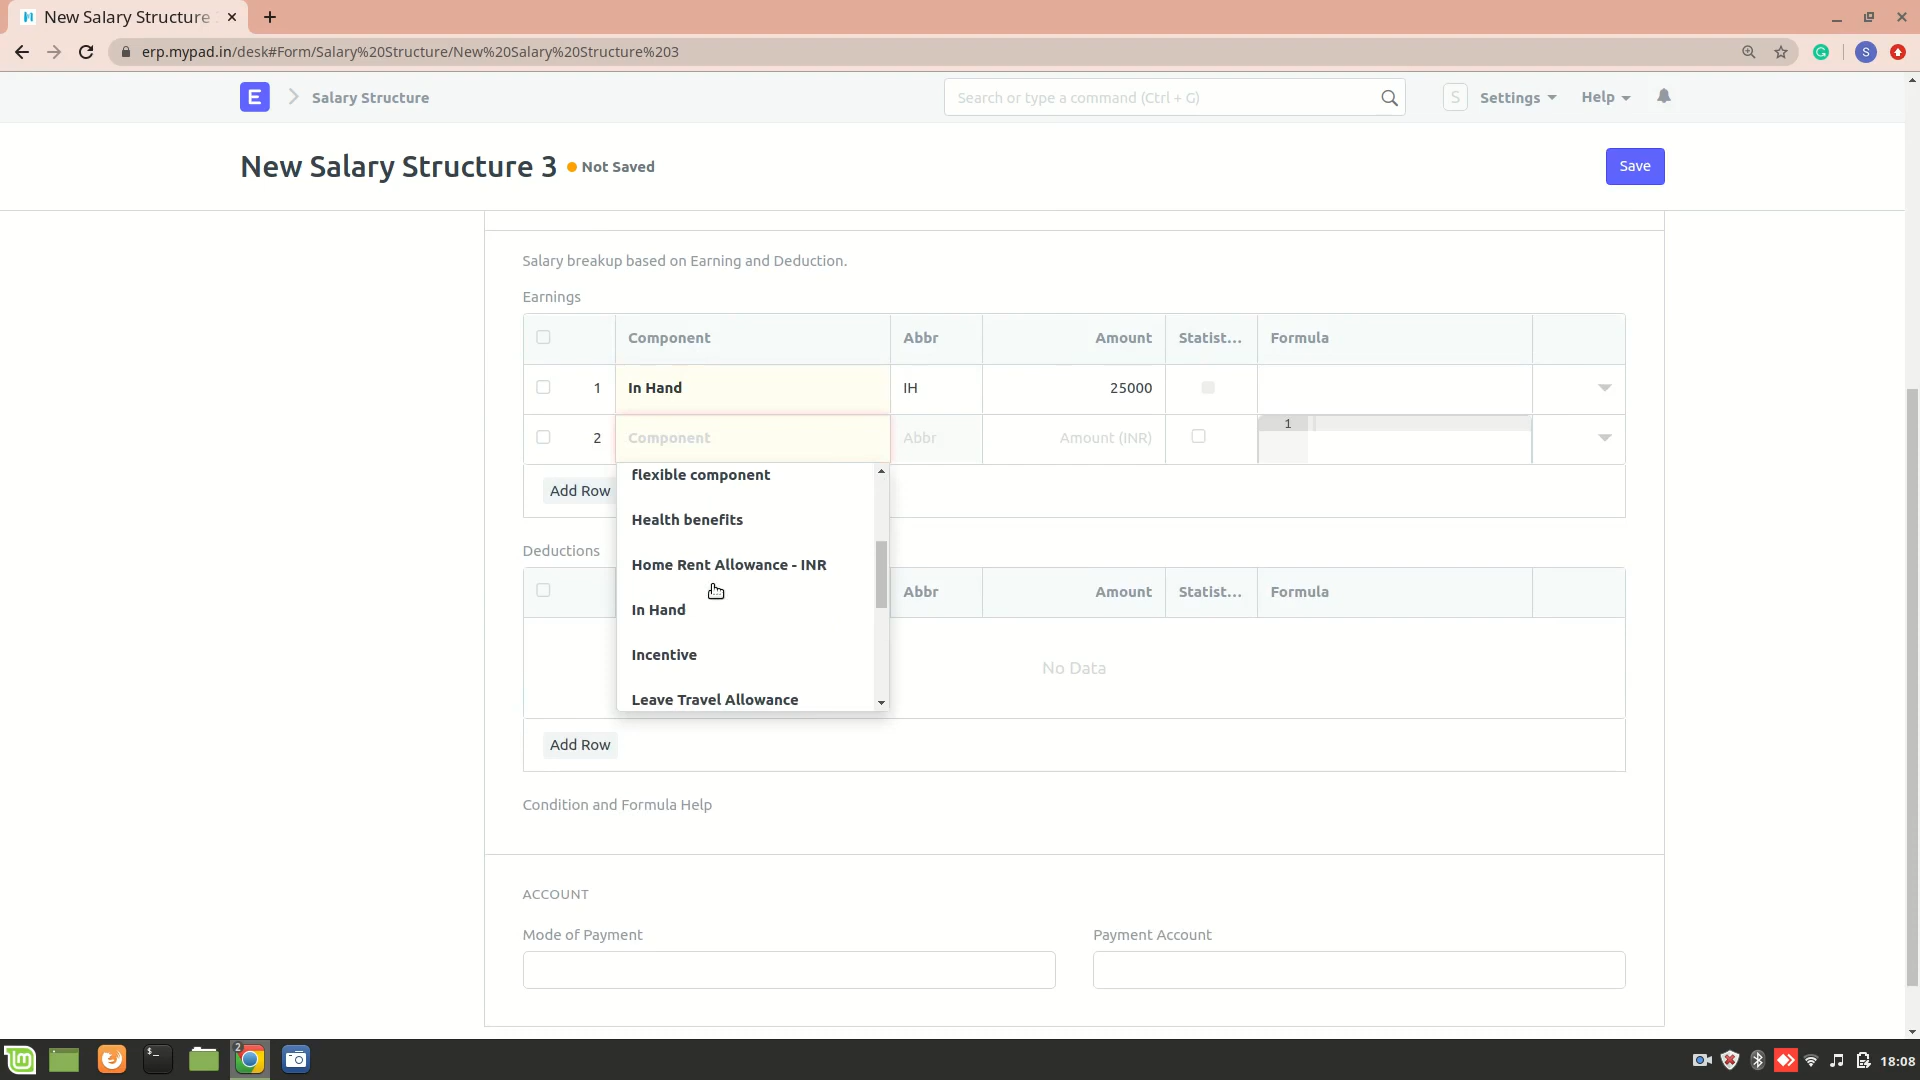 New Salary Structure
erp.mypad.in/desk#Form/Salary%20Structure/New%20Salary%20Structure%203
S
E
Salary Structure
Search or type a command (Ctrl + G)
S
Settings
Help
New Salary Structure 3
Not Saved
Save
Salary breakup based on Earning and Deduction.
Earnings
Component Abbr Amount Statist... Formula
1 In Hand IH 25000
2 Component Abbr Amount (INR) 1
flexible component
Add Row
Health benefits
Deductions
Home Rent Allowance - INR
Abbr Amount Statist... Formula
In Hand
Incentive
No Data
Leave Travel Allowance
Add Row
Condition and Formula Help
ACCOUNT
Mode of Payment
Payment Account
2
18:08